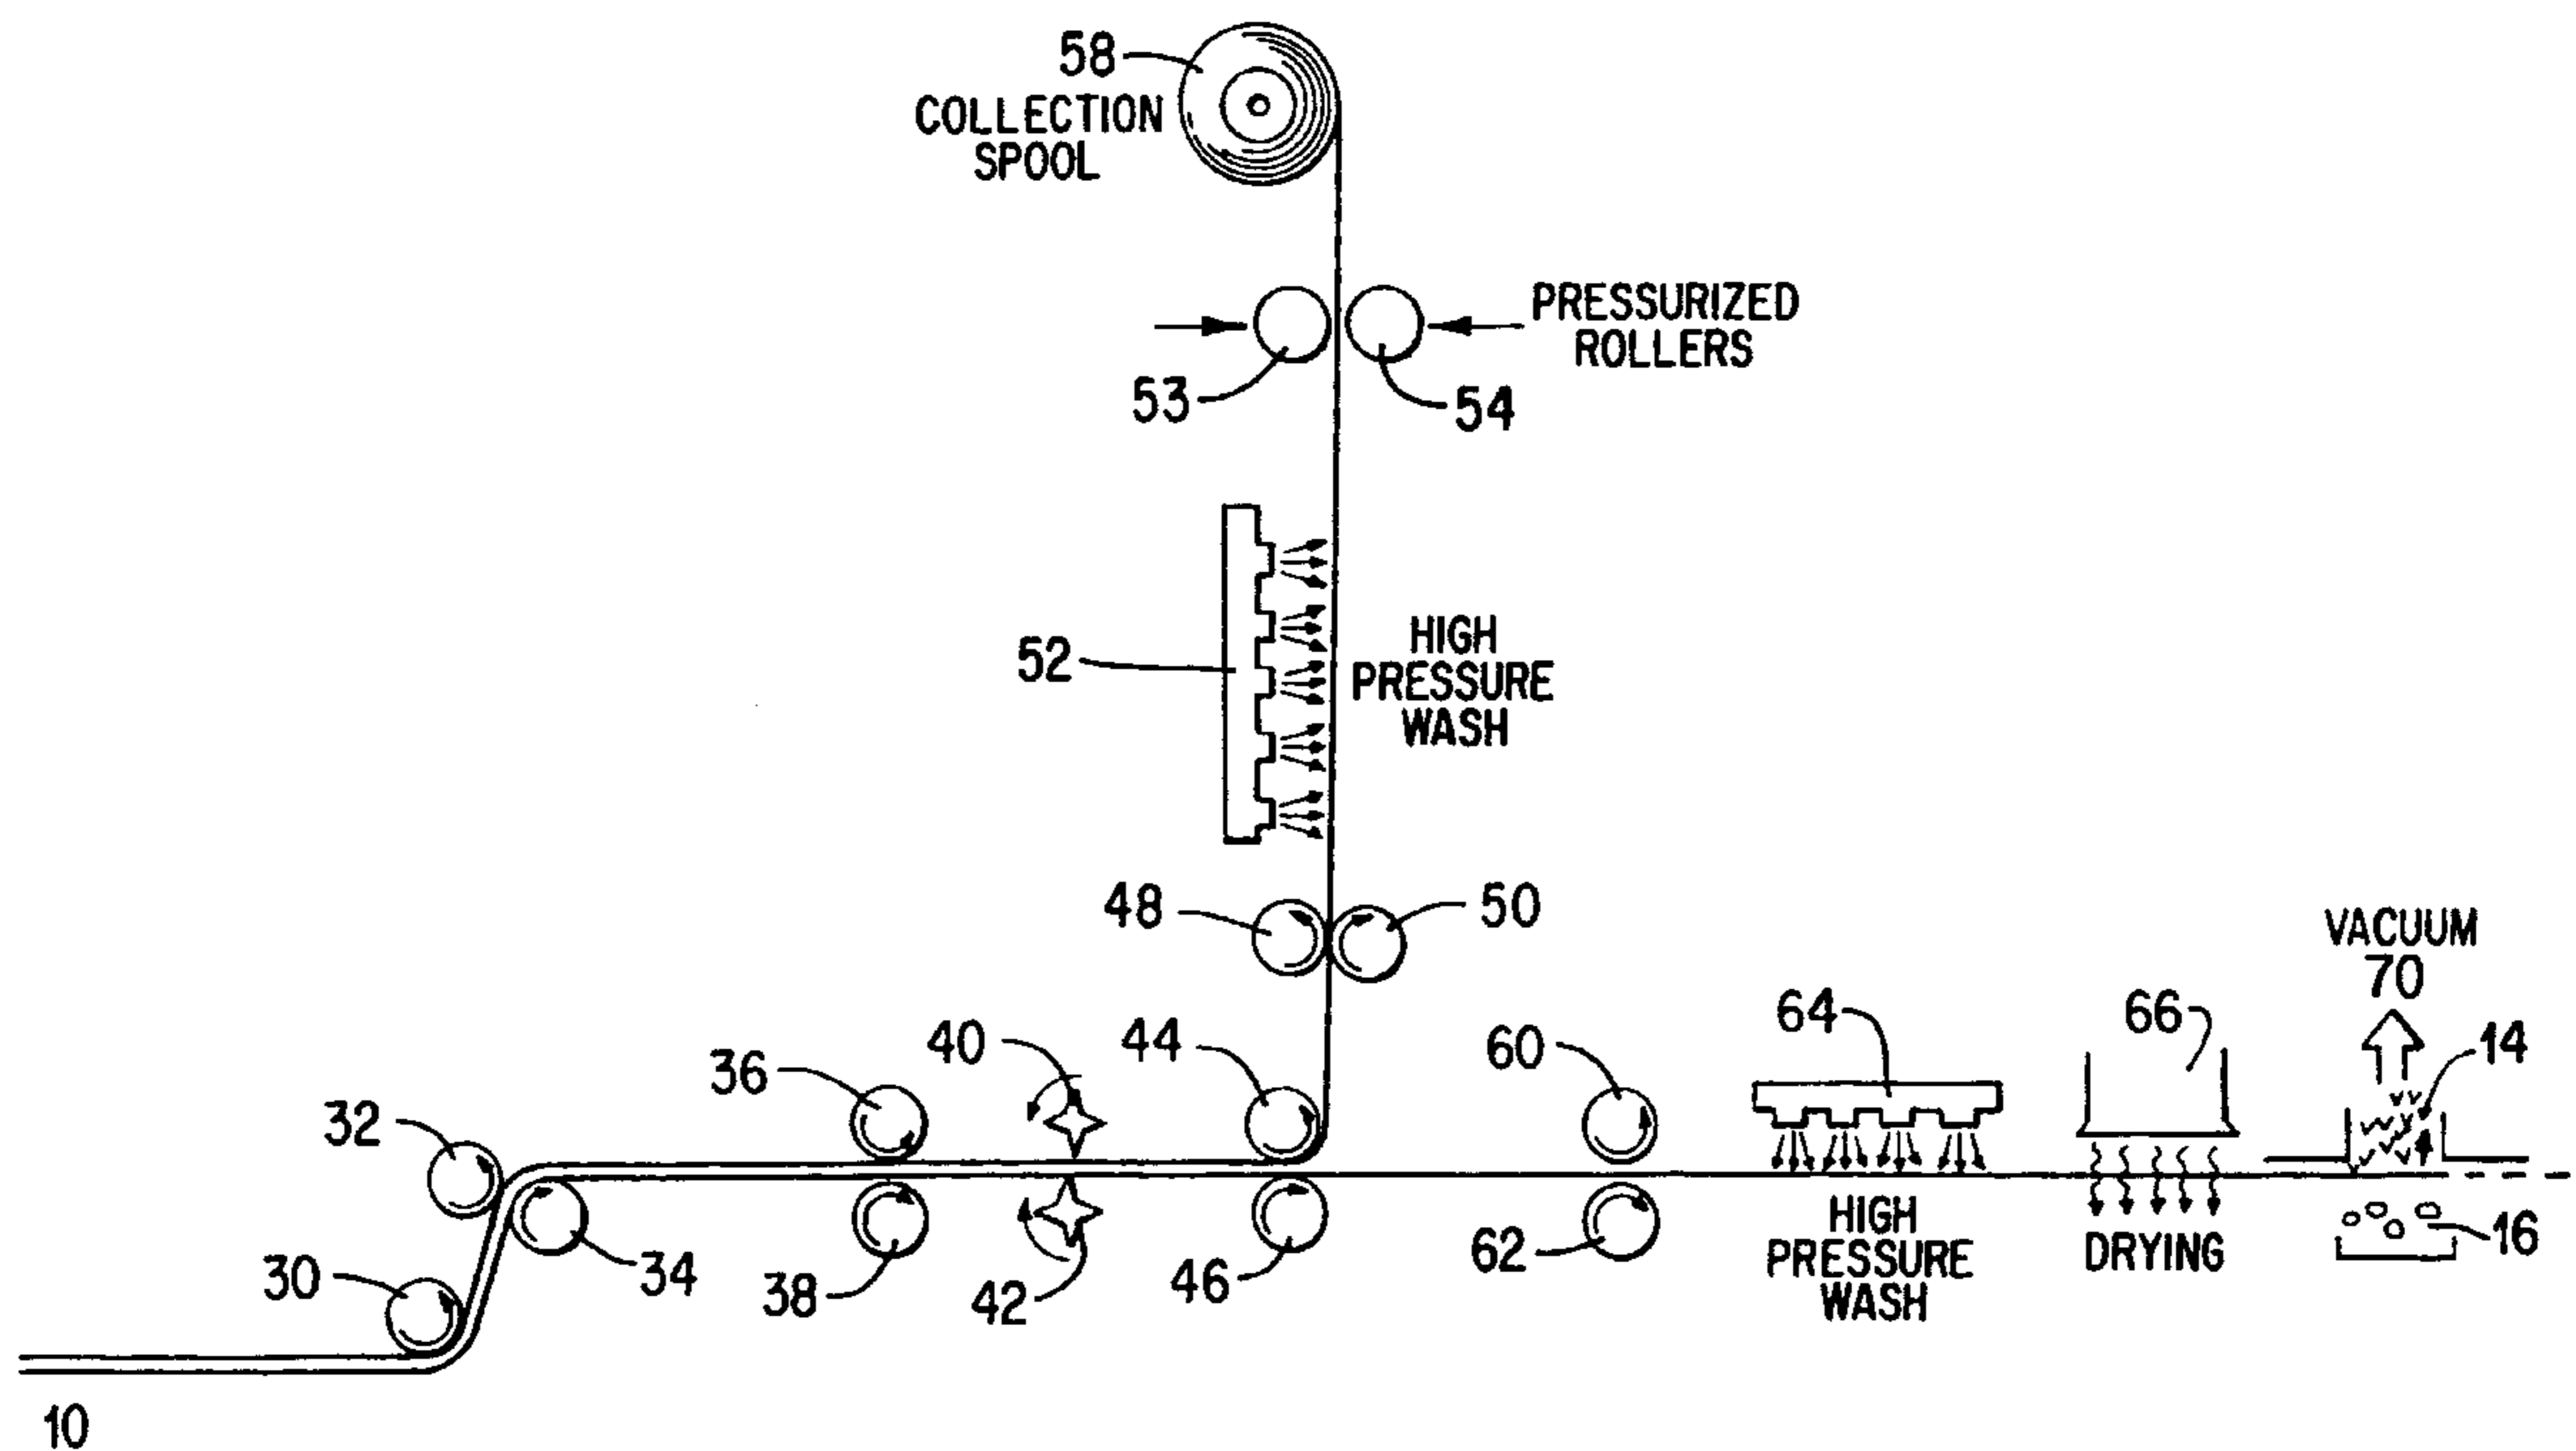 58
COLLECTION
SPOOL
PRESSURIZED
ROLLERS
53
54
52
HIGH
PRESSURE
WASH
48
50
VACUUM
70
40
44
60
64
66
14
36
32
30
34
38
42
46
62
HIGH
PRESSURE
WASH
DRYING
16
10